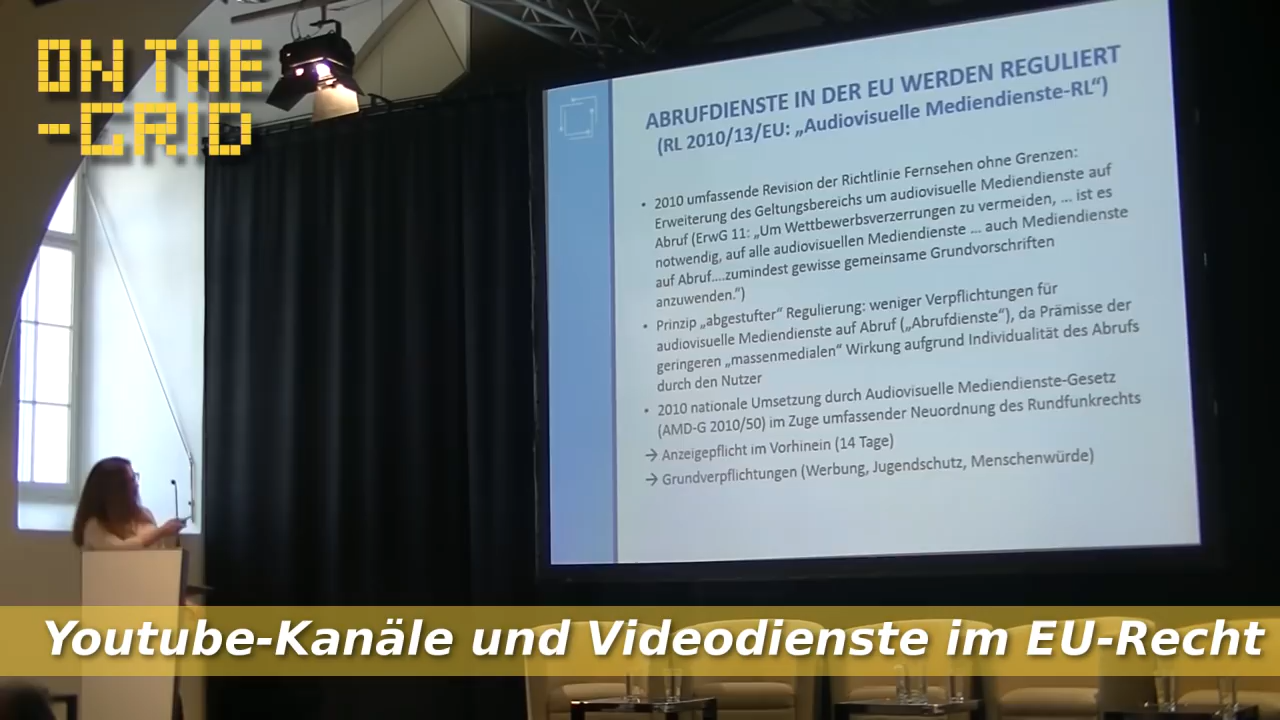 ON THE
-GRID
ABRUFDIENSTE IN DER EU WERDEN REGULIERT
(RL 2010/13/EU: „Audiovisuelle Mediendienste-RL“)
• 2010 umfassende Revision der Richtlinie Fernsehen ohne Grenzen:
Erweiterung des Geltungsbereichs um audiovisuelle Mediendienste auf
Abruf (ErwG 11: „Um Wettbewerbsverzerrungen zu vermeiden, ... ist es
notwendig, auf alle audiovisuellen Mediendienste ... auch Mediendienste
auf Abruf....zumindest gewisse gemeinsame Grundvorschriften
anzuwenden.“)
• Prinzip „abgestufter“ Regulierung: weniger Verpflichtungen für
audiovisuelle Mediendienste auf Abruf („Abrufdienste“), da Prämisse der
geringeren „massenmedialen“ Wirkung aufgrund Individualität des Abrufs
durch den Nutzer
• 2010 nationale Umsetzung durch Audiovisuelle Mediendienste-Gesetz
(AMD-G 2010/50) im Zuge umfassender Neuordnung des Rundfunkrechts
→ Anzeigepflicht im Vorhinein (14 Tage)
→ Grundverpflichtungen (Werbung, Jugendschutz, Menschenwürde)
Youtube-Kanäle und Videodienste im EU-Recht